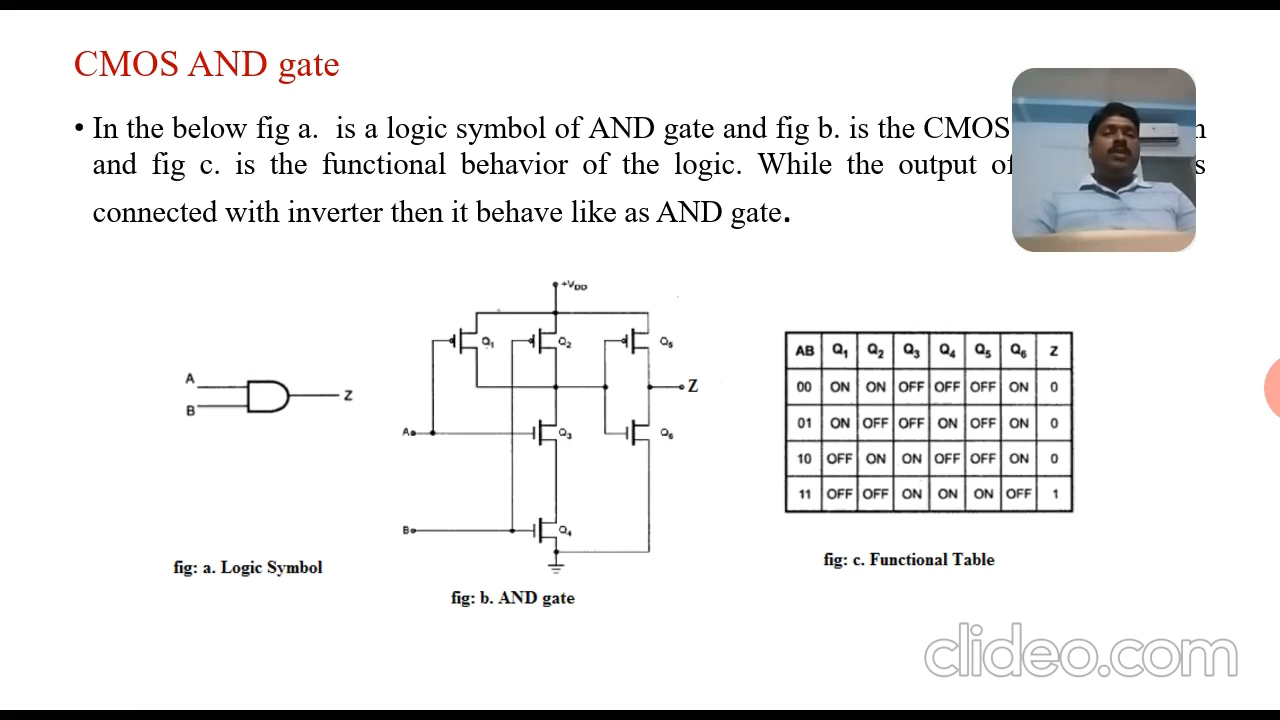 CMOS AND gate
• In the below fig a. is a logic symbol of AND gate and fig b. is the CMOS
and fig c. is the functional behavior of the logic. While the output of
connected with inverter then it behave like as AND gate.
+VDD
Q1
Q2
Q5
A
B
Z
Z
A
Q3
Q6
B
Q4
AB Q1 Q2 Q3 Q4 Q5 Q6 Z
00 ON ON OFF OFF OFF ON 0
01 ON OFF OFF ON OFF ON 0
10 OFF ON ON OFF OFF ON 0
11 OFF OFF ON ON ON OFF 1
fig: a. Logic Symbol
fig: b. AND gate
fig: c. Functional Table
clideo.com